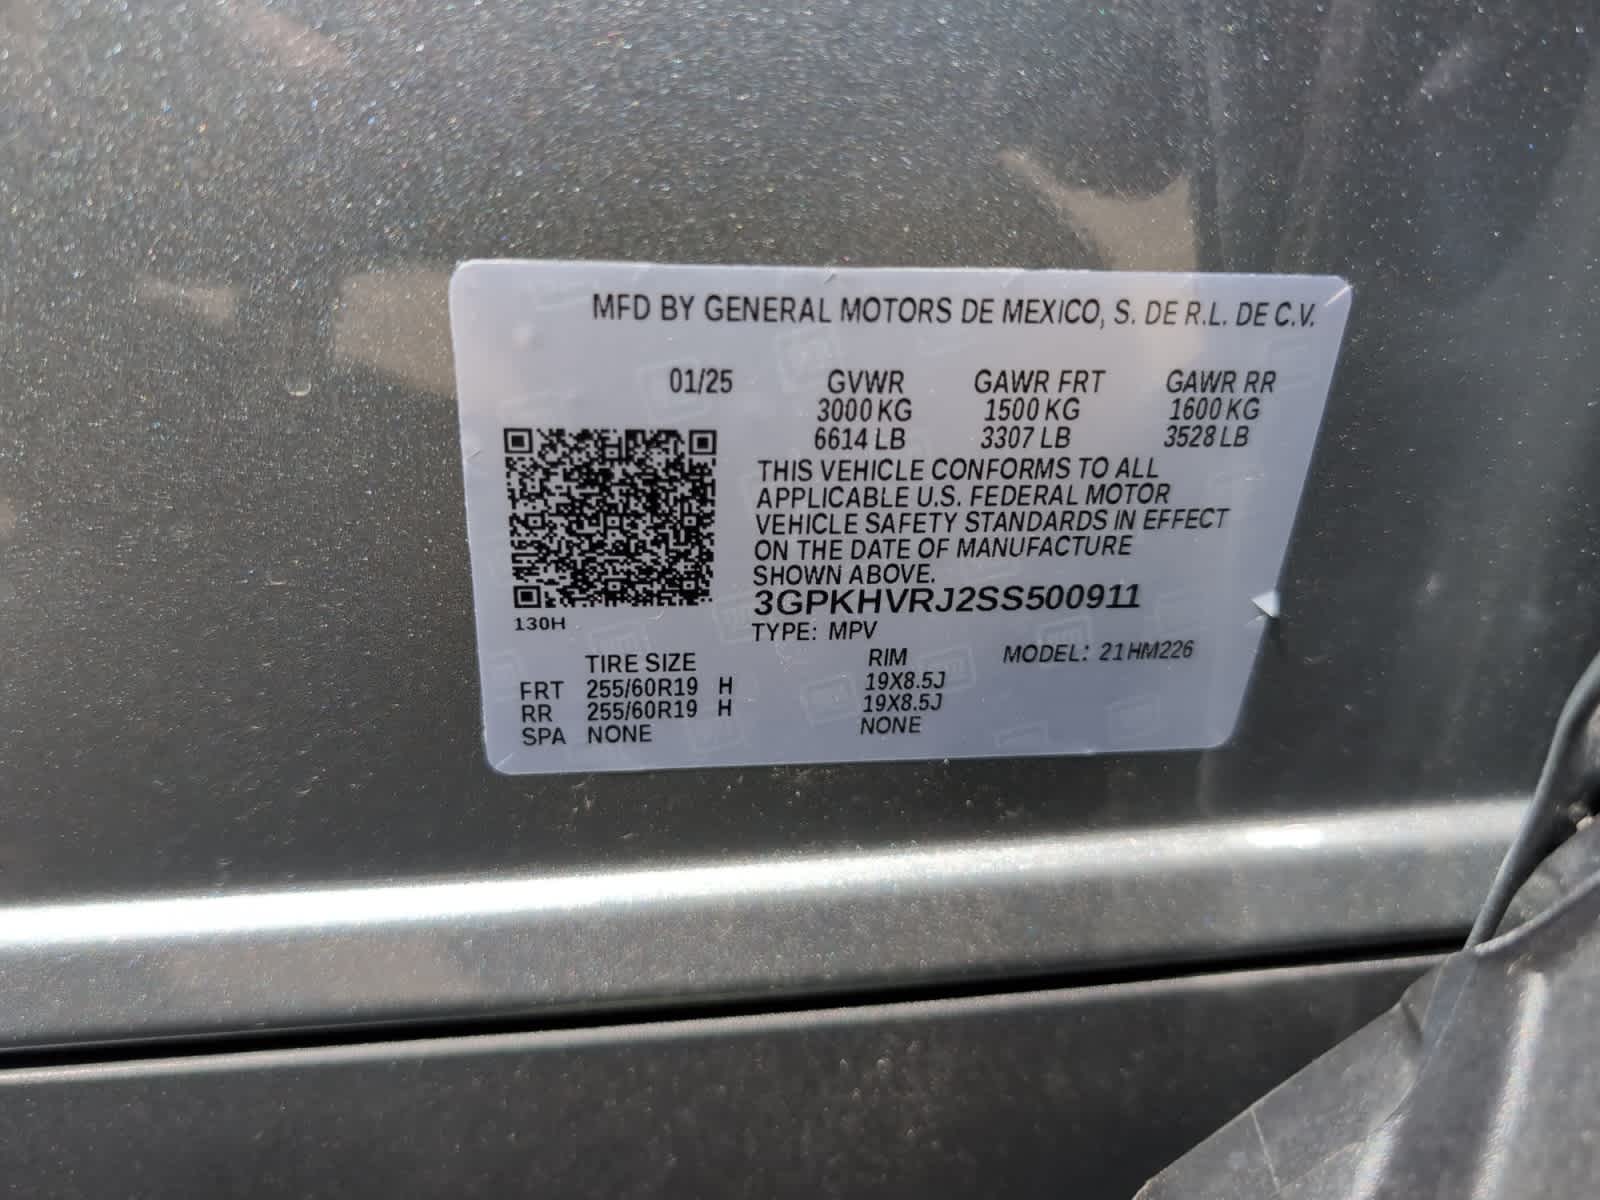 MFD BY GENERAL MOTORS DE MEXICO, S. DE R.L. DE C.V.
01/25 GVWR GAWR FRT GAWR RR
3000 KG 1500 KG 1600 KG
6614 LB 3307 LB 3528 LB
THIS VEHICLE CONFORMS TO ALL
APPLICABLE U.S. FEDERAL MOTOR
VEHICLE SAFETY STANDARDS IN EFFECT
ON THE DATE OF MANUFACTURE
SHOWN ABOVE.
3GPKHVRJ2SS500911
130H
TYPE: MPV
TIRE SIZE RIM MODEL: 21HM226
FRT 255/60R19 H 19X8.5J
RR 255/60R19 H 19X8.5J
SPA NONE NONE